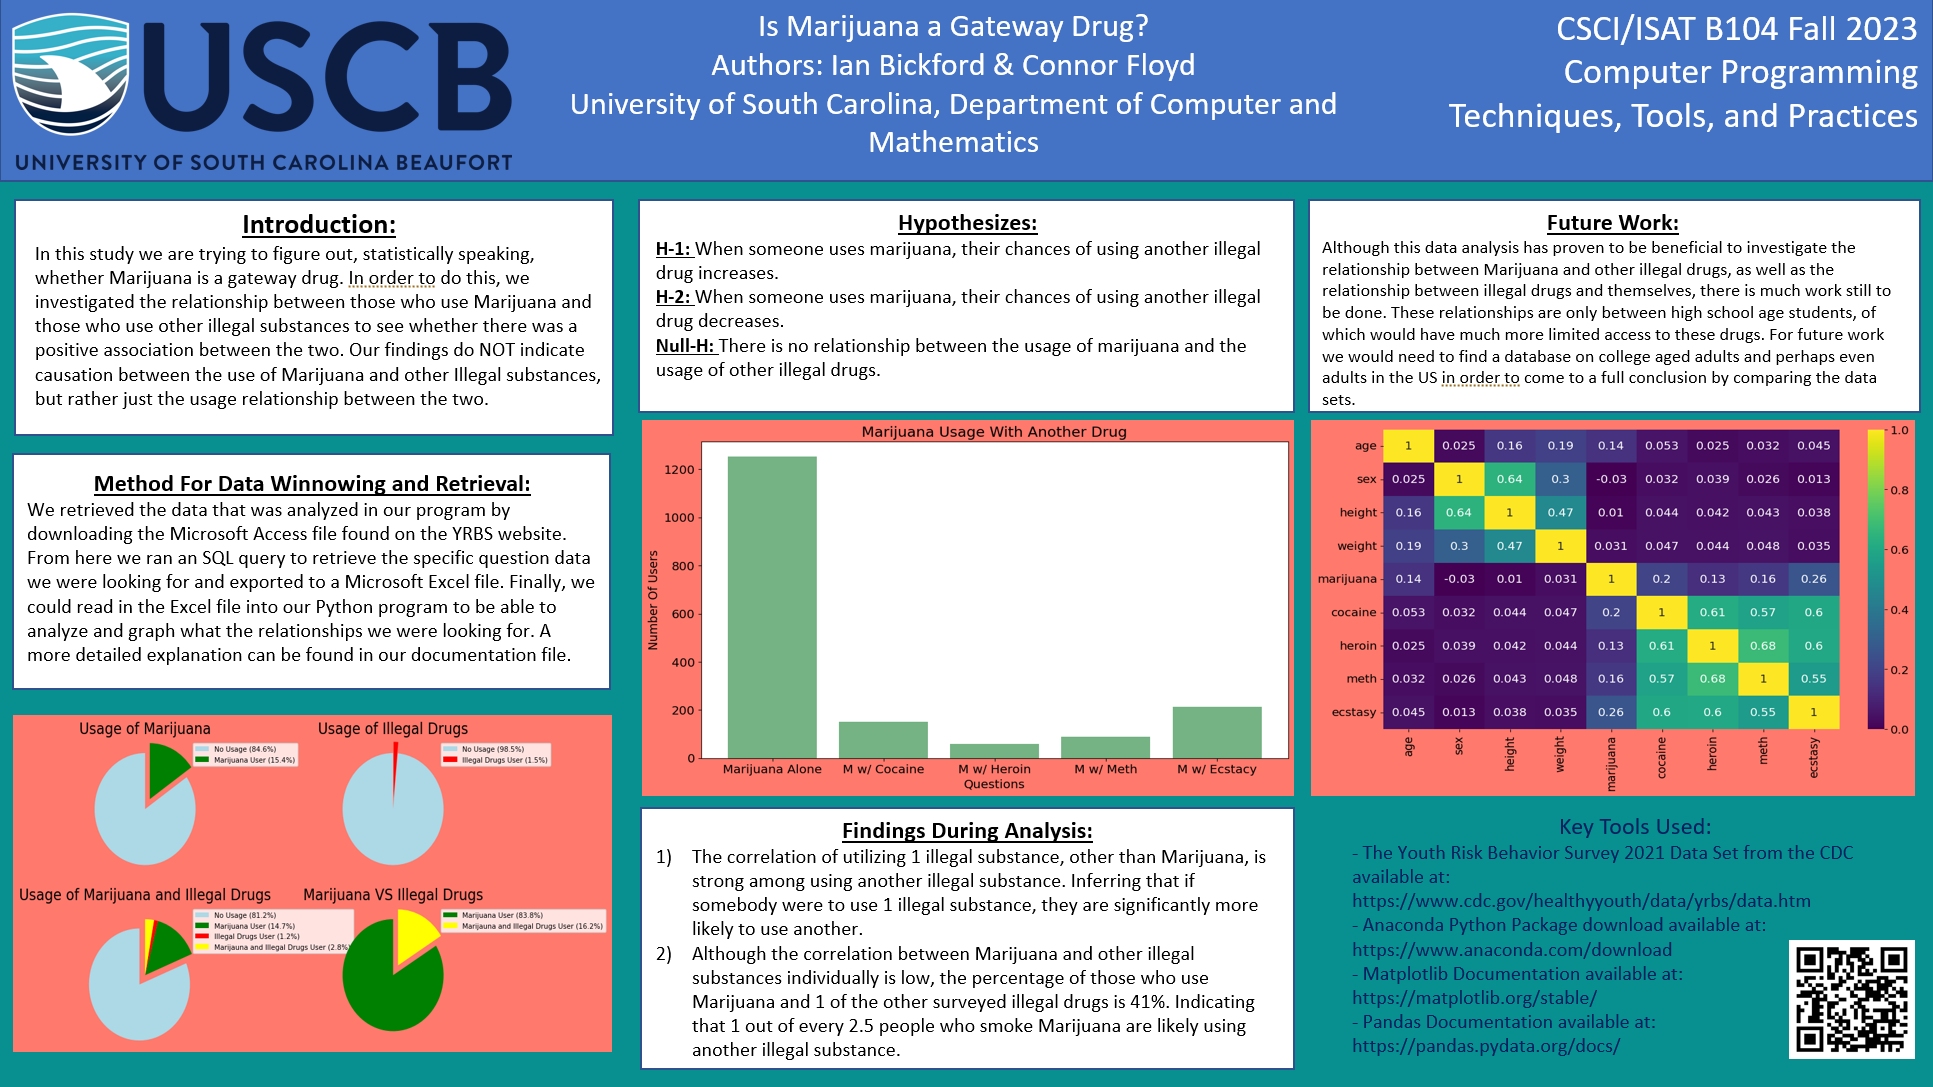 USCB
UNIVERSITY OF SOUTH CAROLINA BEAUFORT
Is Marijuana a Gateway Drug?
Authors: Ian Bickford & Connor Floyd
University of South Carolina, Department of Computer and
Mathematics
CSCI/ISAT B104 Fall 2023
Computer Programming
Techniques, Tools, and Practices
Introduction:
In this study we are trying to figure out, statistically speaking,
whether Marijuana is a gateway drug. In order to do this, we
investigated the relationship between those who use Marijuana and
those who use other illegal substances to see whether there was a
positive association between the two. Our findings do NOT indicate
causation between the use of Marijuana and other Illegal substances,
but rather just the usage relationship between the two.
Method For Data Winnowing and Retrieval:
We retrieved the data that was analyzed in our program by
downloading the Microsoft Access file found on the YRBS website.
From here we ran an SQL query to retrieve the specific question data
we were looking for and exported to a Microsoft Excel file. Finally, we
could read in the Excel file into our Python program to be able to
analyze and graph what the relationships we were looking for. A
more detailed explanation can be found in our documentation file.
Usage of Marijuana
No Usage (84.6%)
Marijuana User (15.4%)
Usage of Illegal Drugs
No Usage (98.5%)
Illegal Drugs User (1.5%)
Usage of Marijuana and Illegal Drugs
No Usage (81.2%)
Marijuana User (14.7%)
Illegal Drugs User (1.2%)
Marijuana and Illegal Drugs User (2.8%)
Marijuana VS Illegal Drugs
Marijuana User (83.8%)
Marijuana and Illegal Drugs User (16.2%)
Hypothesizes:
H-1: When someone uses marijuana, their chances of using another illegal
drug increases.
H-2: When someone uses marijuana, their chances of using another illegal
drug decreases.
Null-H: There is no relationship between the usage of marijuana and the
usage of other illegal drugs.
Marijuana Usage With Another Drug
Number Of Users
1200
1000
800
600
400
200
0
Marijuana Alone M w/ Cocaine M w/ Heroin M w/ Meth M w/ Ecstacy
Questions
Findings During Analysis:
1) The correlation of utilizing 1 illegal substance, other than Marijuana, is
strong among using another illegal substance. Inferring that if
somebody were to use 1 illegal substance, they are significantly more
likely to use another.
2) Although the correlation between Marijuana and other illegal
substances individually is low, the percentage of those who use
Marijuana and 1 of the other surveyed illegal drugs is 41%. Indicating
that 1 out of every 2.5 people who smoke Marijuana are likely using
another illegal substance.
Future Work:
Although this data analysis has proven to be beneficial to investigate the
relationship between Marijuana and other illegal drugs, as well as the
relationship between illegal drugs and themselves, there is much work still to
be done. These relationships are only between high school age students, of
which would have much more limited access to these drugs. For future work
we would need to find a database on college aged adults and perhaps even
adults in the US in order to come to a full conclusion by comparing the data
sets.
age 1 0.025 0.16 0.19 0.14 0.053 0.025 0.032 0.045
sex 0.025 1 0.64 0.3 -0.03 0.032 0.039 0.026 0.013
height 0.16 0.64 1 0.47 0.01 0.044 0.042 0.043 0.038
weight 0.19 0.3 0.47 1 0.031 0.047 0.044 0.048 0.035
marijuana 0.14 -0.03 0.01 0.031 1 0.2 0.13 0.16 0.26
cocaine 0.053 0.032 0.044 0.047 0.2 1 0.61 0.57 0.6
heroin 0.025 0.039 0.042 0.044 0.13 0.61 1 0.68 0.6
meth 0.032 0.026 0.043 0.048 0.16 0.57 0.68 1 0.55
ecstasy 0.045 0.013 0.038 0.035 0.26 0.6 0.6 0.55 1
age sex height weight marijuana cocaine heroin meth ecstasy
1.0
0.8
0.6
0.4
0.2
0.0
Key Tools Used:
- The Youth Risk Behavior Survey 2021 Data Set from the CDC
available at:
https://www.cdc.gov/healthyyouth/data/yrbs/data.htm
- Anaconda Python Package download available at:
https://www.anaconda.com/download
- Matplotlib Documentation available at:
https://matplotlib.org/stable/
- Pandas Documentation available at:
https://pandas.pydata.org/docs/